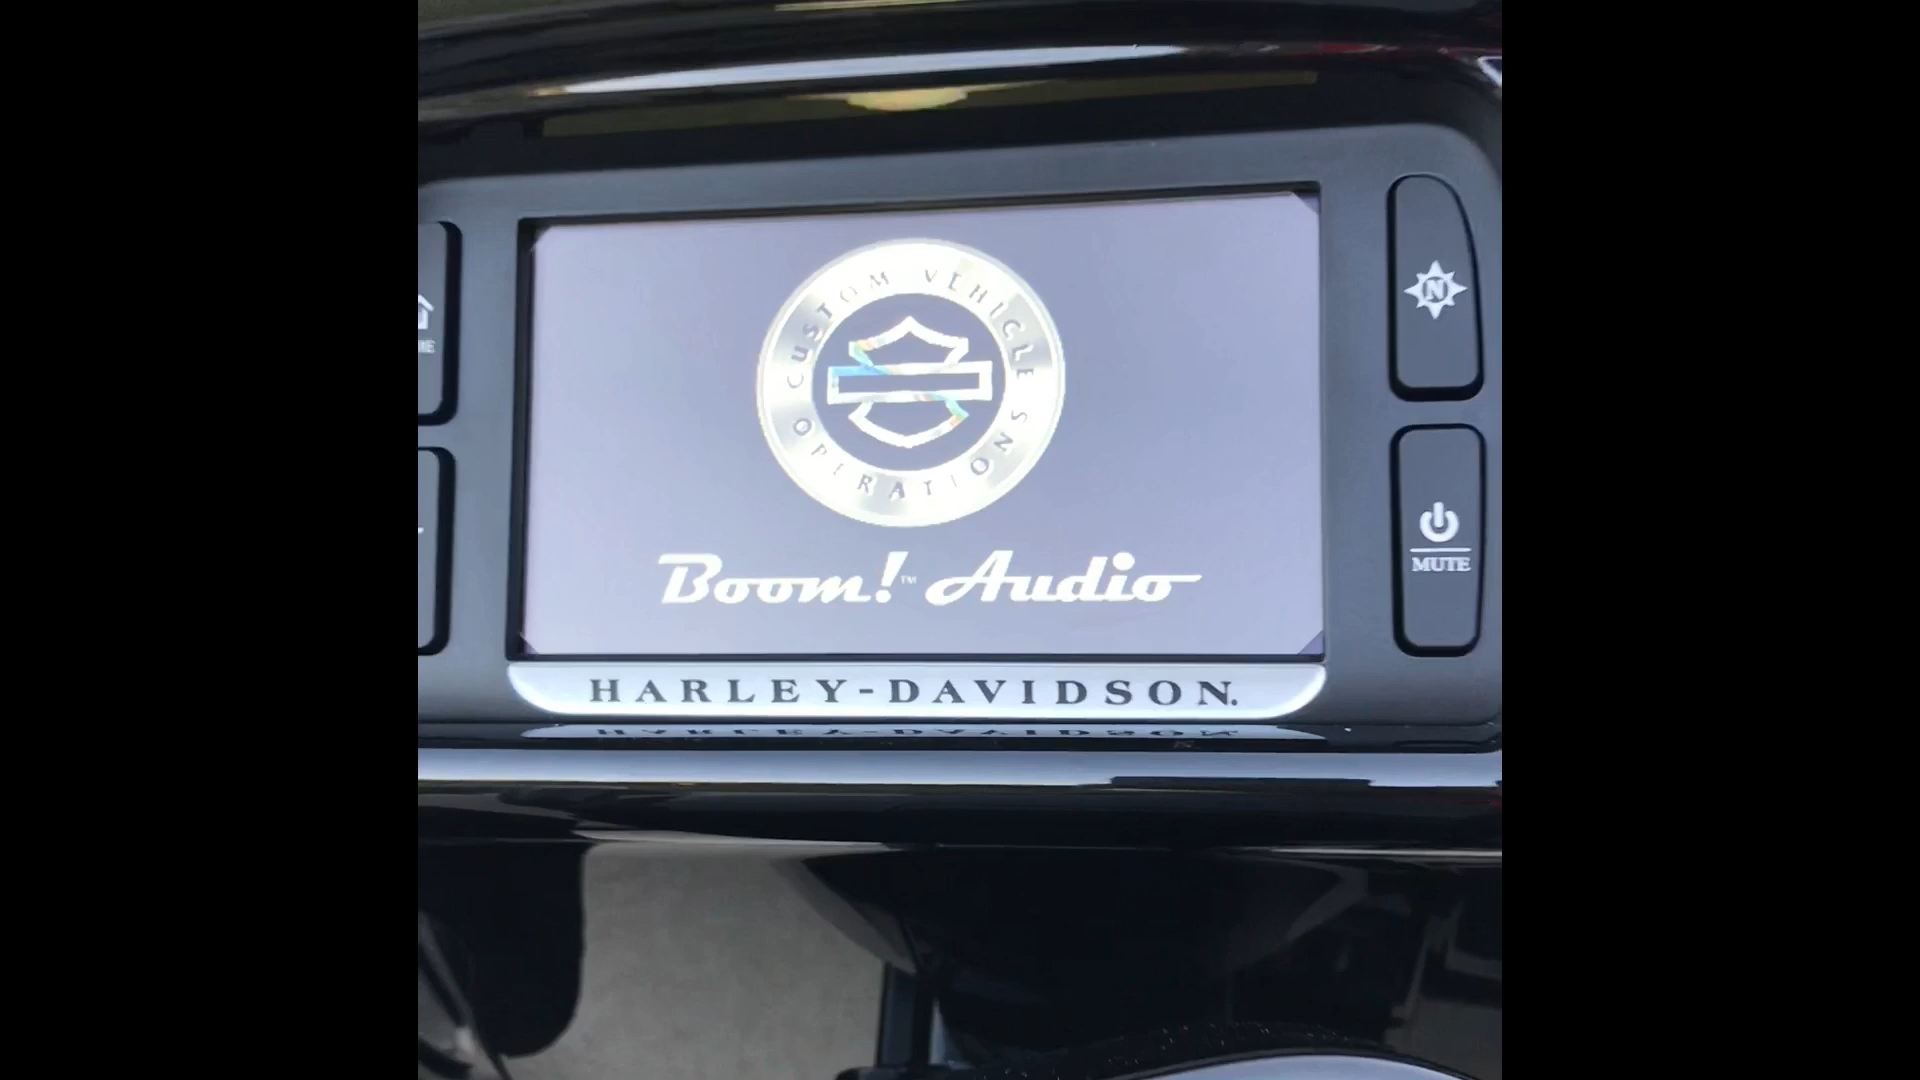 CUSTOM VEHICLE
OPERATIONS
Boom!™ Audio
HARLEY-DAVIDSON.
N
MUTE